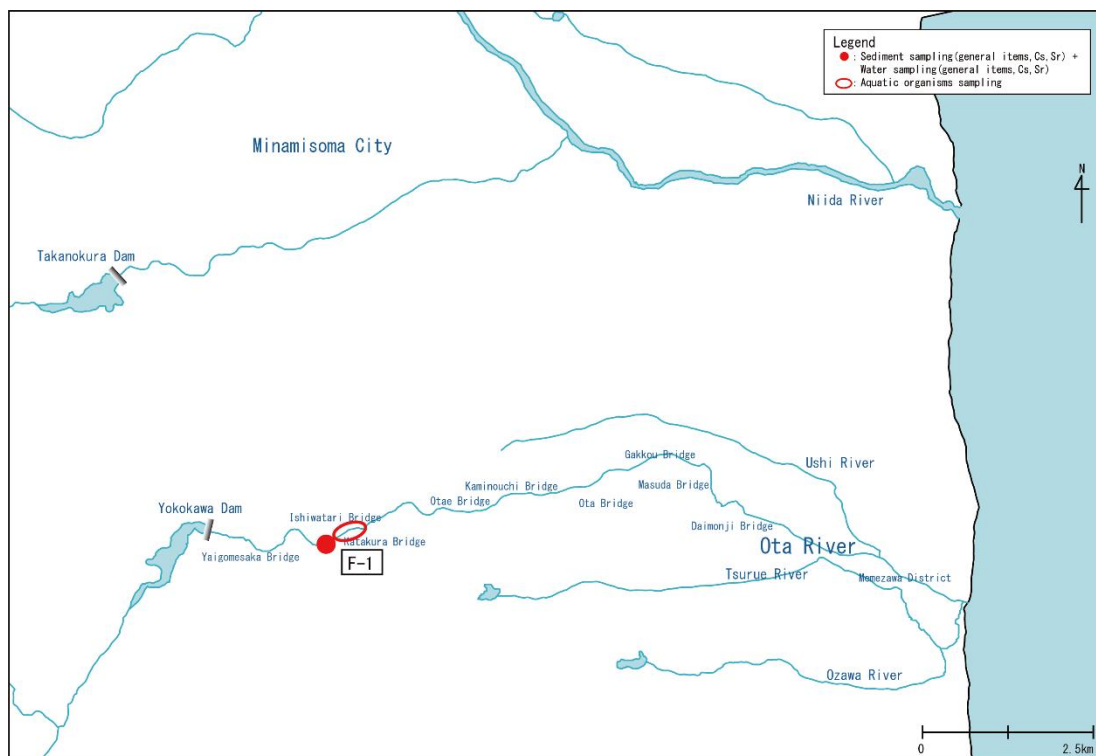 Legend
: Sediment sampling(general items,Cs,Sr) +
Water sampling(general items,Cs,Sr)
: Aquatic organisms sampling
Minamisoma City
N
Niida River
Takanokura Dam
Gakkou Bridge
Ushi River
Kaminouchi Bridge
Masuda Bridge
Otae Bridge
Ota Bridge
Yokokawa Dam
Ishiwatari Bridge
Daimonji Bridge
Katakura Bridge
Ota River
Yaigomesaka Bridge
F-1
Tsurue River
Mamezawa District
Ozawa River
0
2.5km